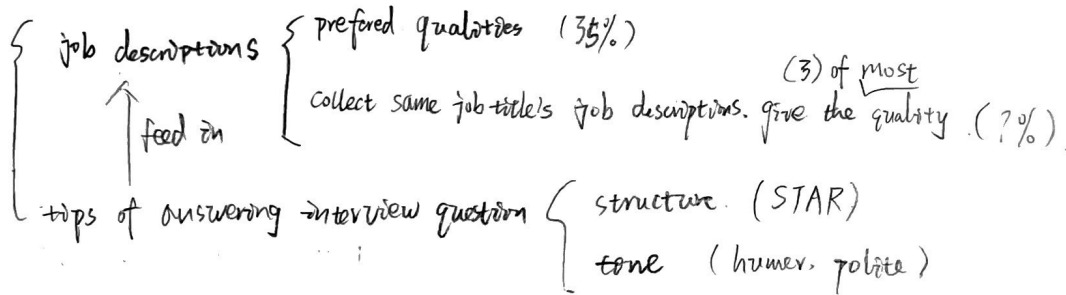 job descriptions
prefered qualities (35%)
(3) of most
collect same job title's job descriptions. give the quality. (?%)
feed in
tips of answering interview question
structure. (STAR)
tone (humer, polite)